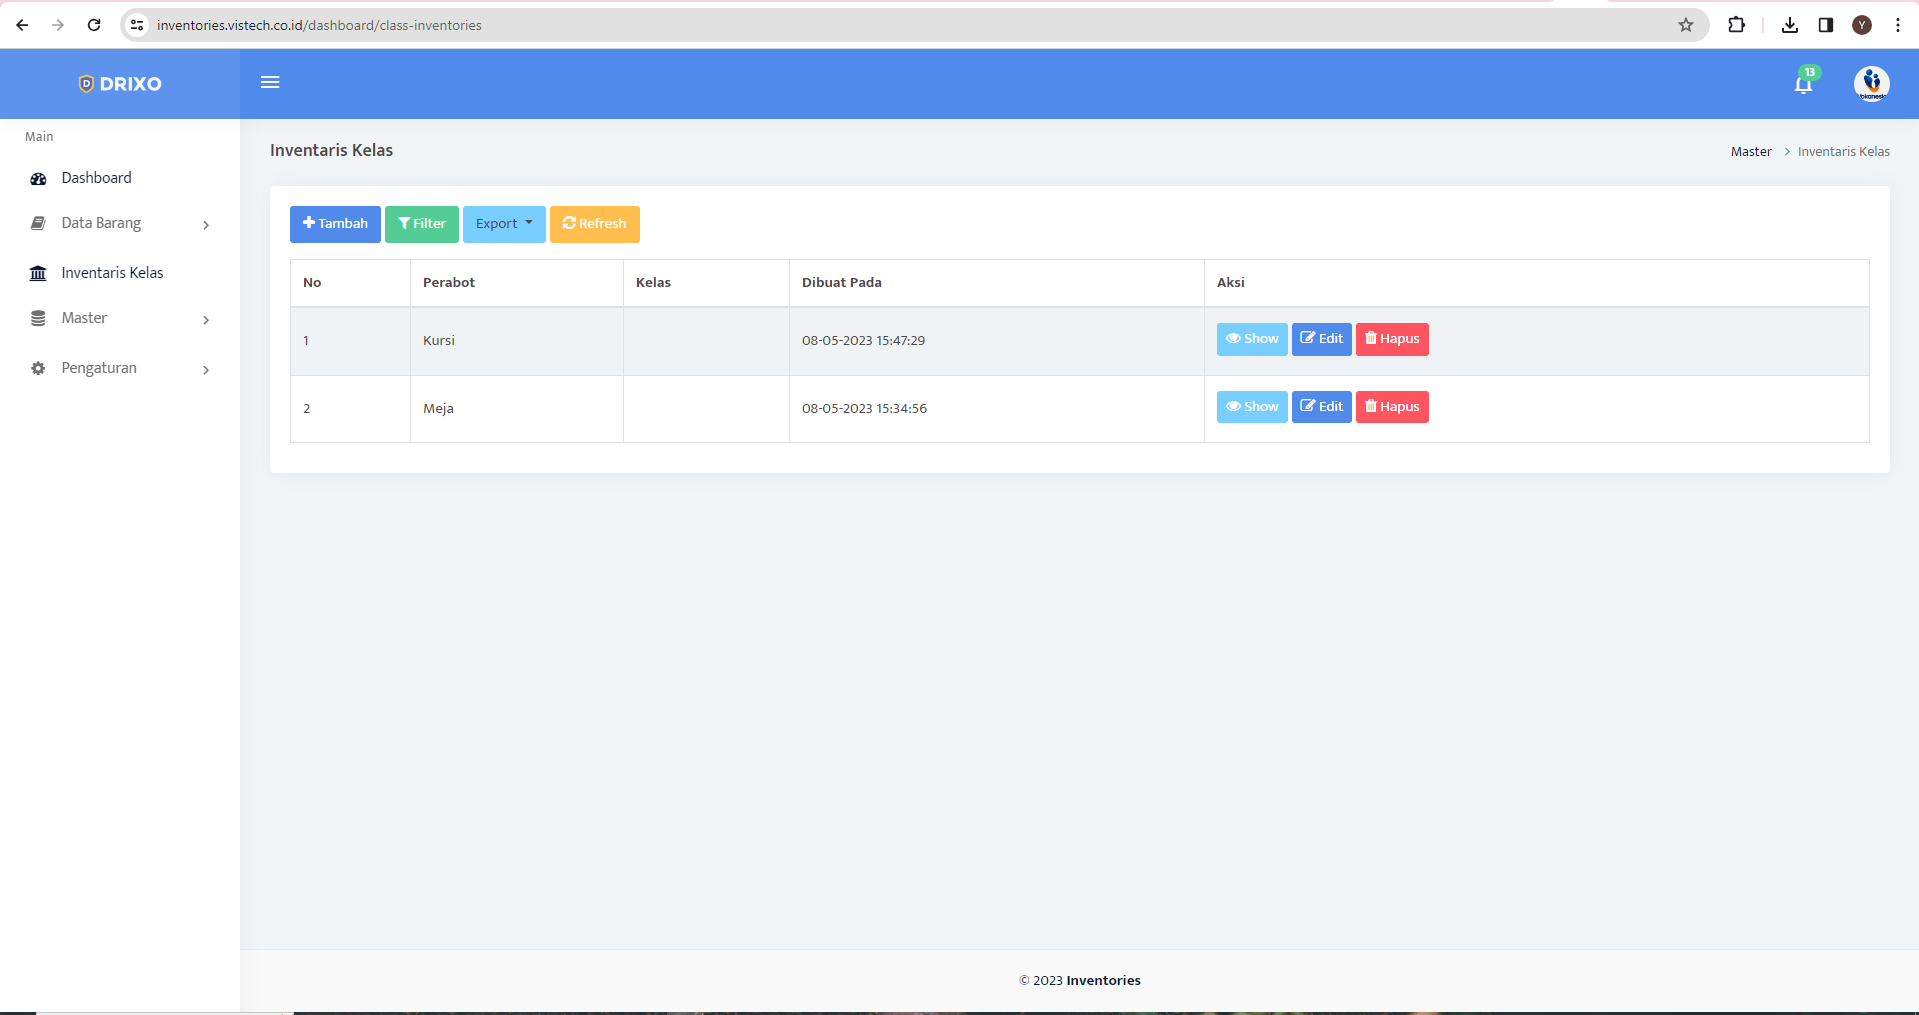 inventories.vistech.co.id/dashboard/class-inventories
Y
DRIXO
13
Main
Dashboard
Data Barang
Inventaris Kelas
Master
Pengaturan
Inventaris Kelas
Master > Inventaris Kelas
Tambah Filter Export Refresh
No Perabot Kelas Dibuat Pada Aksi
1 Kursi 08-05-2023 15:47:29 Show Edit Hapus
2 Meja 08-05-2023 15:34:56 Show Edit Hapus
© 2023 Inventories